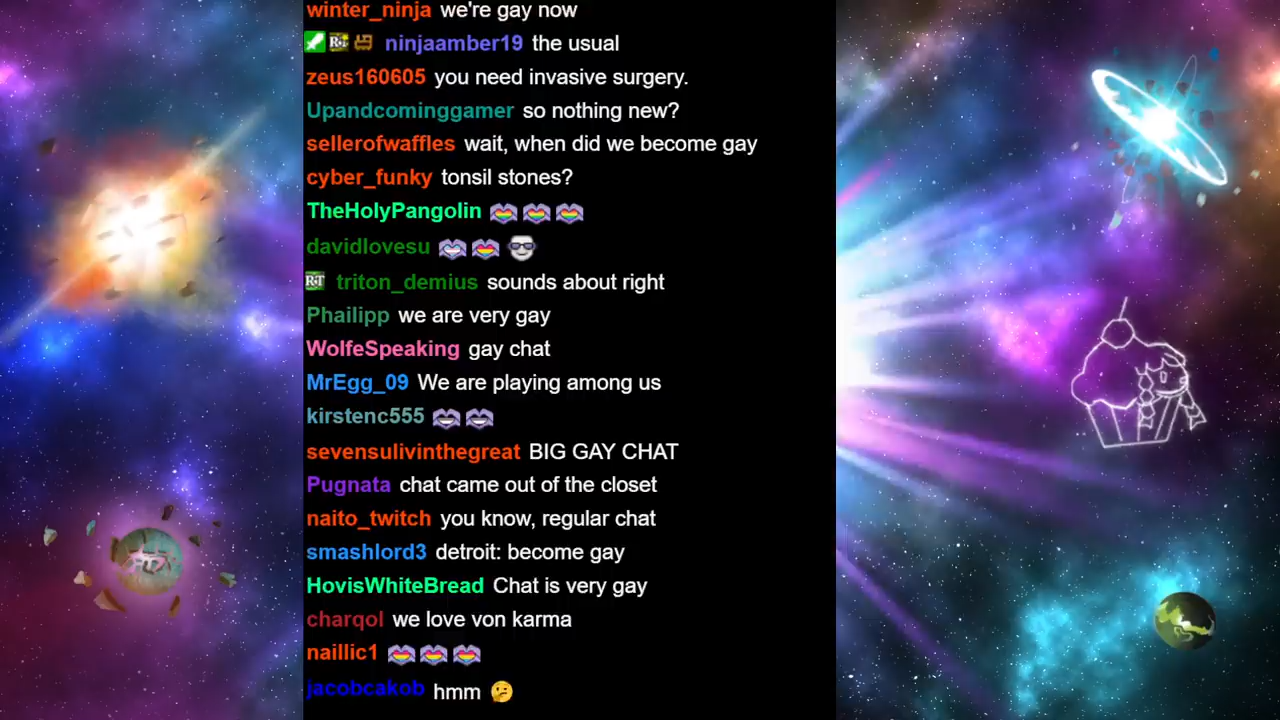 winter_ninja we're gay now
ninjaamber19 the usual
zeus160605 you need invasive surgery.
Upandcominggamer so nothing new?
sellerofwaffles wait, when did we become gay
cyber_funky tonsil stones?
TheHolyPangolin
davidlovesu
RT triton_demius sounds about right
Phailipp we are very gay
WolfeSpeaking gay chat
MrEgg_09 We are playing among us
kirstenc555
sevensulivinthegreat BIG GAY CHAT
Pugnata chat came out of the closet
naito_twitch you know, regular chat
smashlord3 detroit: become gay
HovisWhiteBread Chat is very gay
charqol we love von karma
naillic1
jacobcakob hmm 🤔